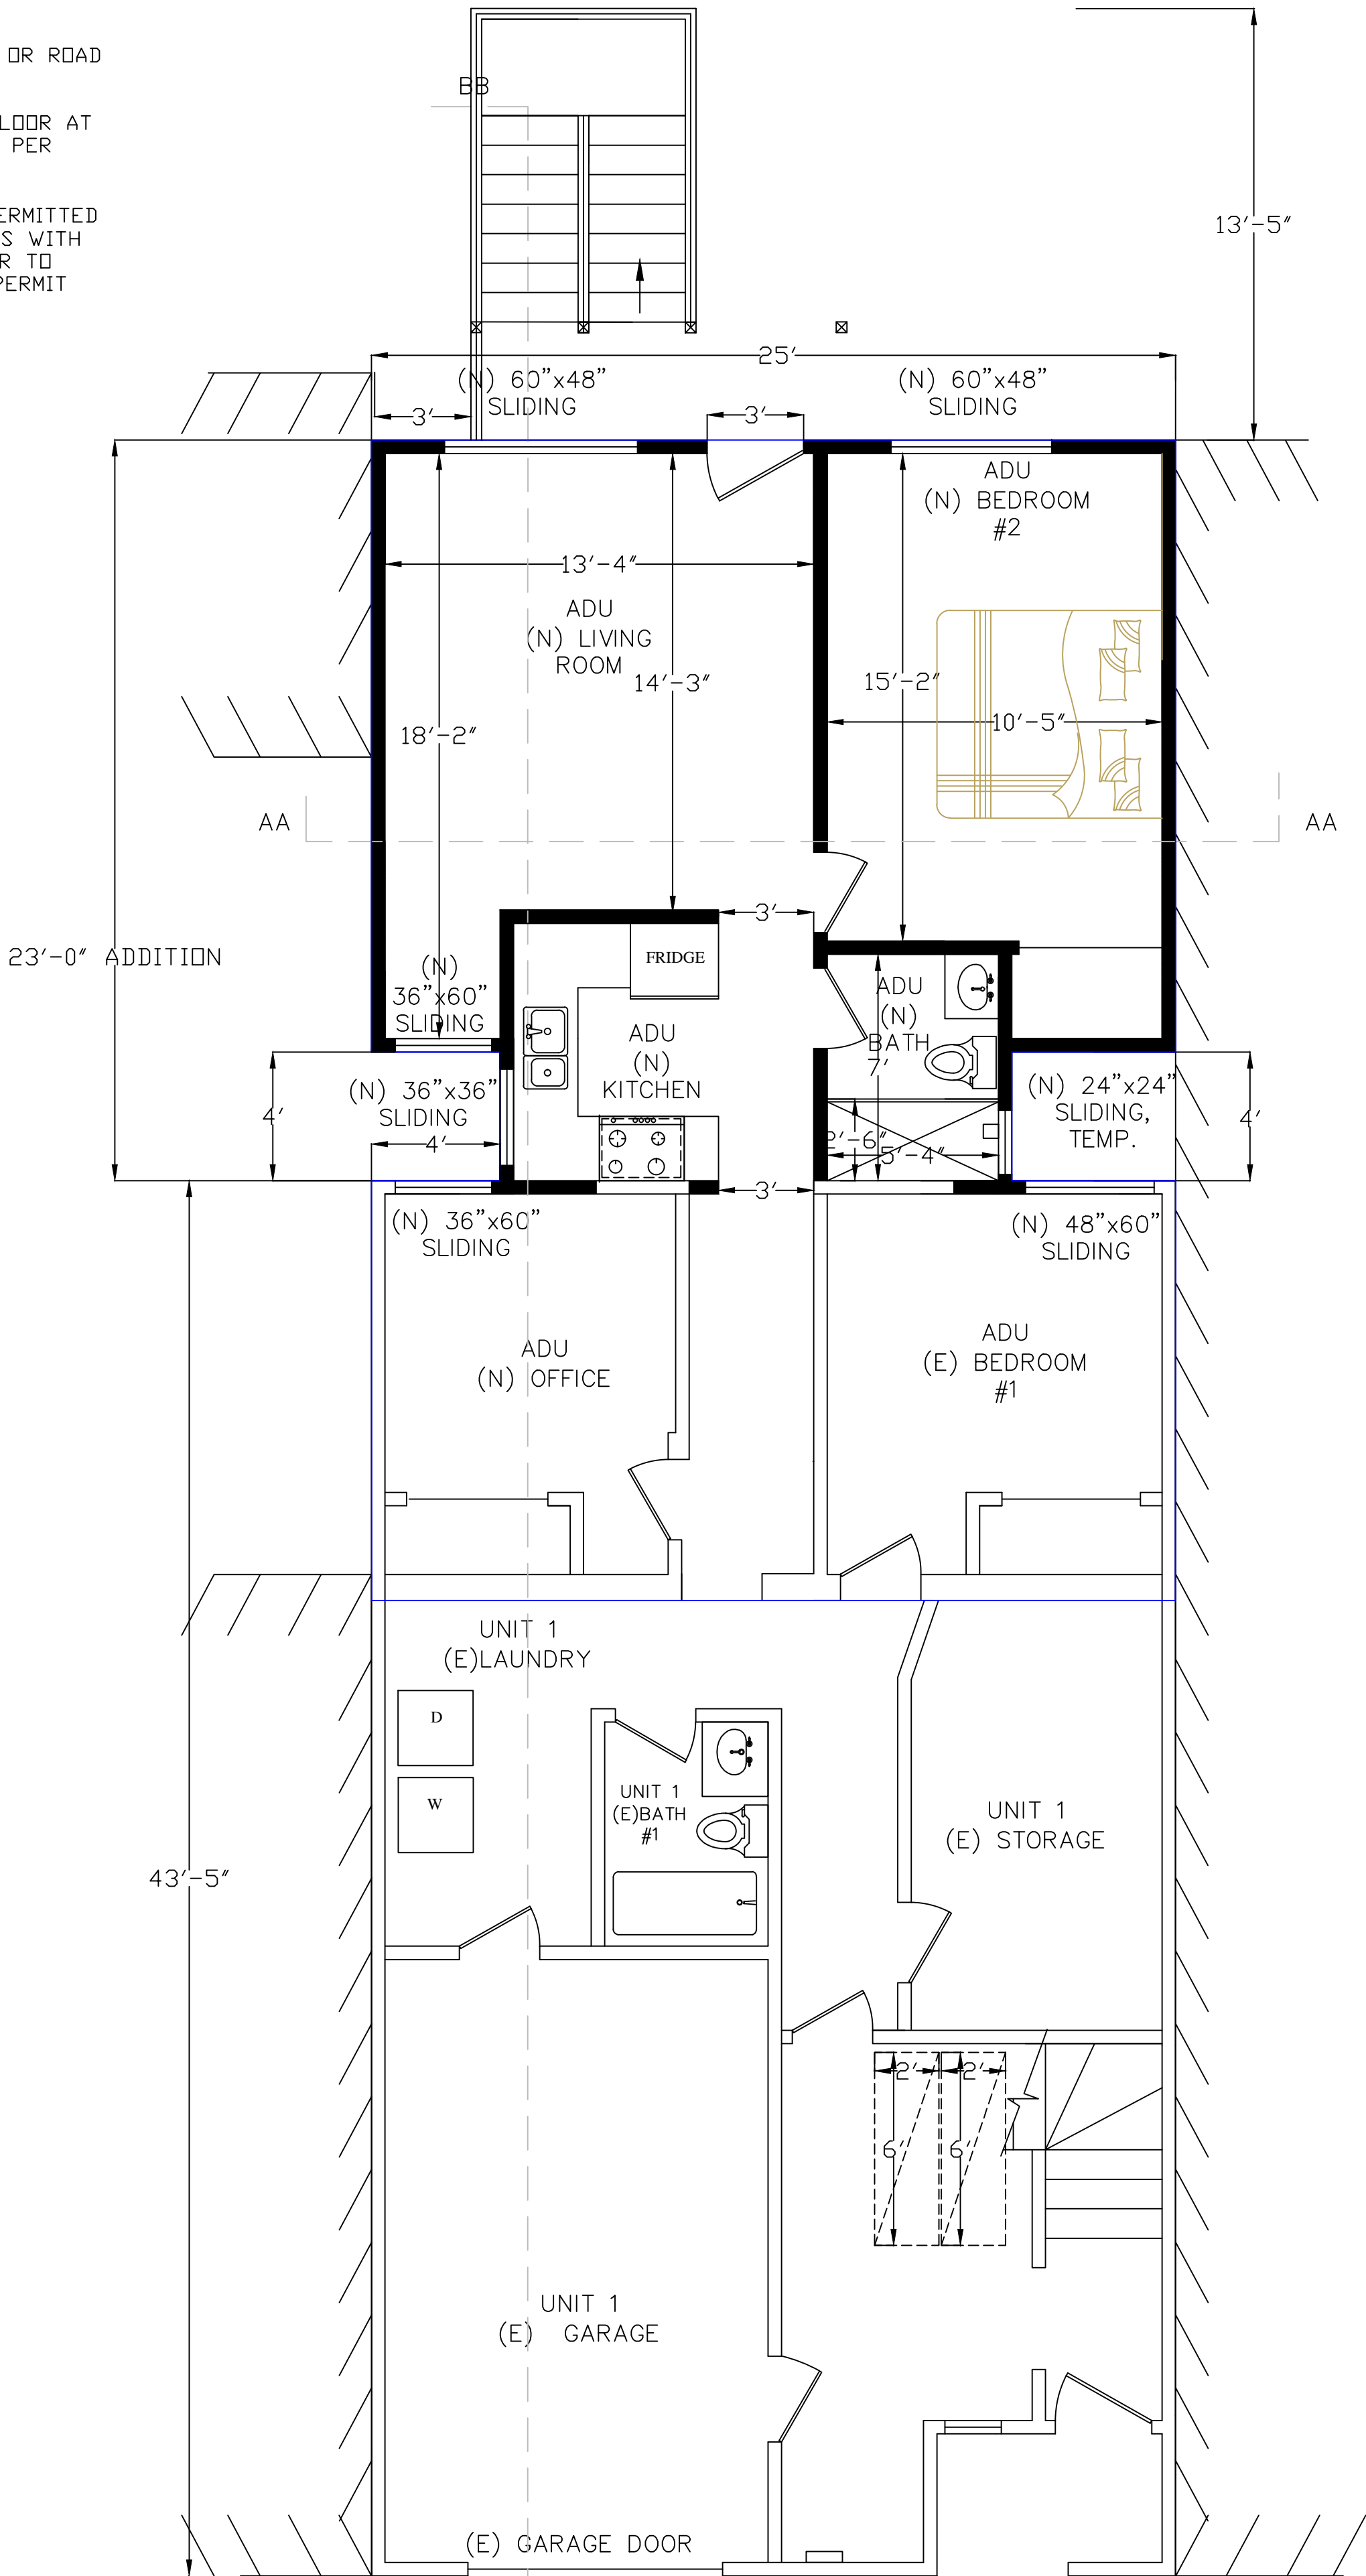 OR ROAD
LOOR AT
PER
ERMITTED
S WITH
R TO
PERMIT
BB
13'-5"
25'
(N) 60"x48"
SLIDING
(N) 60"x48"
SLIDING
3'
3'
ADU
(N) BEDROOM
#2
13'-4"
ADU
(N) LIVING
ROOM
14'-3"
15'-2"
18'-2"
10'-5"
AA
AA
3'
23'-0" ADDITION
FRIDGE
(N)
36"x60"
SLIDING
ADU
(N)
BATH
7'
ADU
(N)
KITCHEN
(N) 36"x36"
SLIDING
4'
4'
(N) 24"x24"
SLIDING,
TEMP.
4'
2'-6"
5'-4"
3'
(N) 36"x60"
SLIDING
(N) 48"x60"
SLIDING
ADU
(N) OFFICE
ADU
(E) BEDROOM
#1
UNIT 1
(E)LAUNDRY
D
W
UNIT 1
(E)BATH
#1
UNIT 1
(E) STORAGE
43'-5"
2'
2'
6'
6'
UNIT 1
(E) GARAGE
(E) GARAGE DOOR